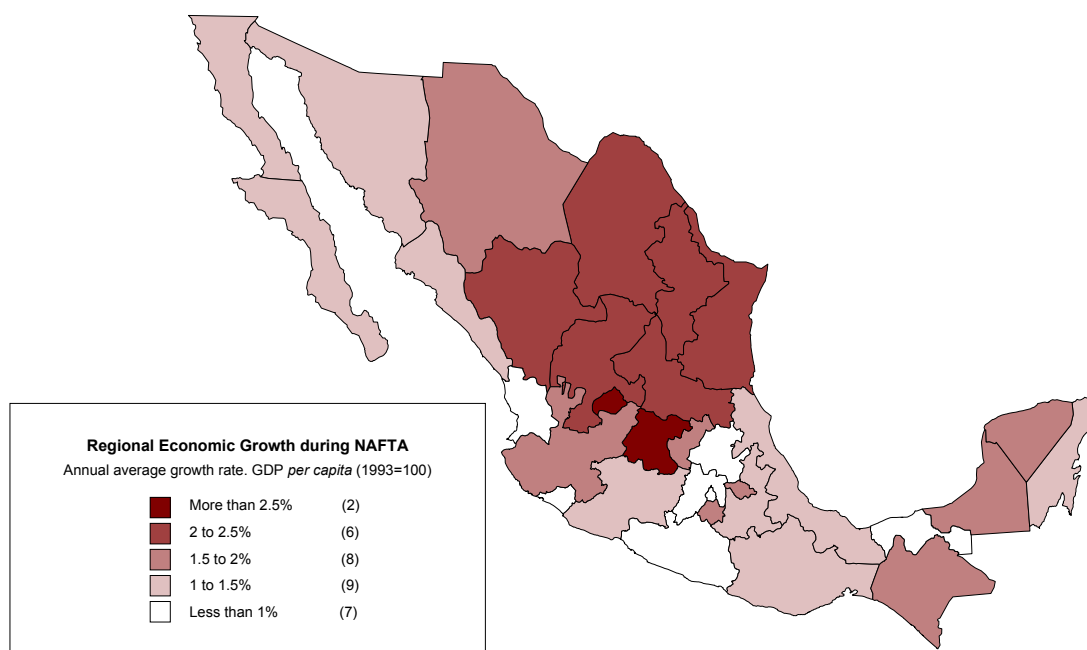 Regional Economic Growth during NAFTA
Annual average growth rate. GDP per capita (1993=100)
More than 2.5% (2)
2 to 2.5% (6)
1.5 to 2% (8)
1 to 1.5% (9)
Less than 1% (7)